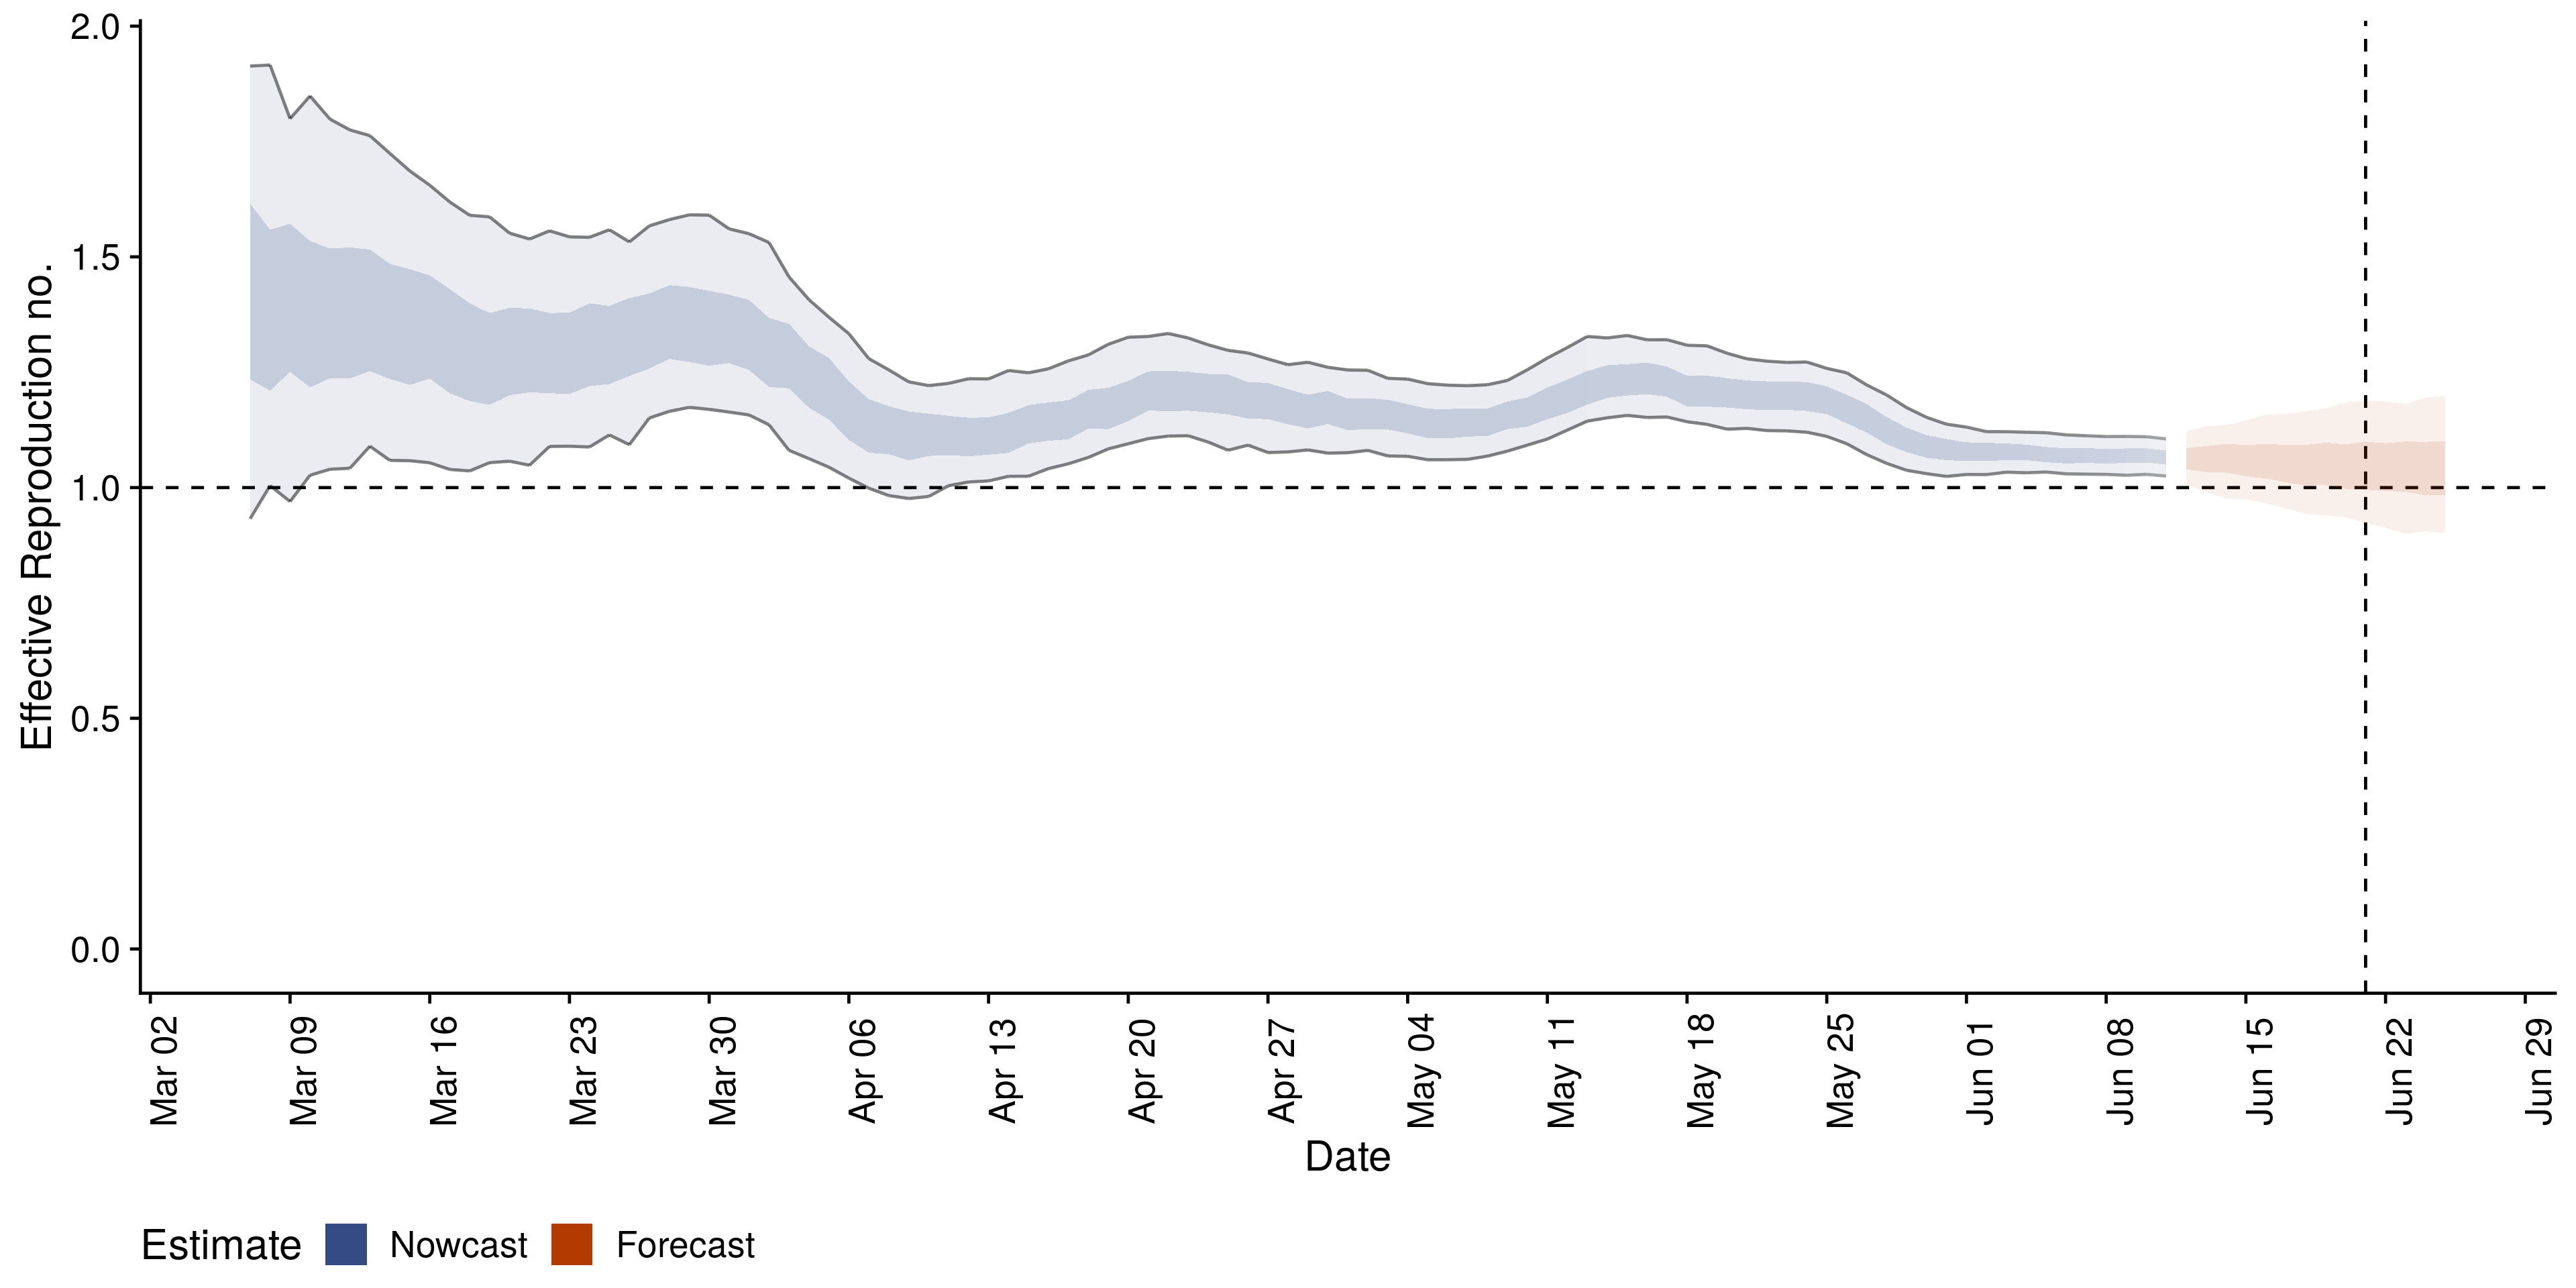 Effective Reproduction no.
2.0
1.5
1.0
0.5
0.0
Mar 02
Mar 09
Mar 16
Mar 23
Mar 30
Apr 06
Apr 13
Apr 20
Apr 27
May 04
May 11
May 18
May 25
Jun 01
Jun 08
Jun 15
Jun 22
Jun 29
Date
Estimate Nowcast Forecast